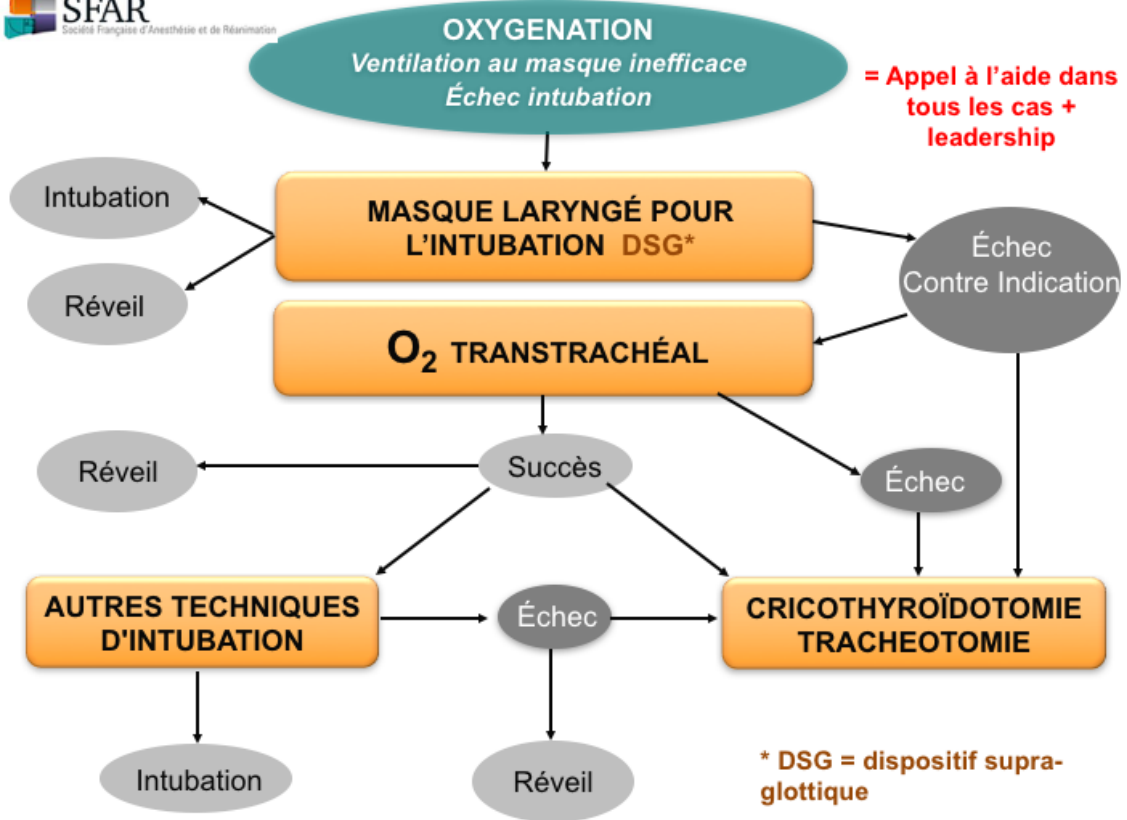 SFAR
Société Française d'Anesthésie et de Réanimation
OXYGENATION
Ventilation au masque inefficace
Échec intubation
= Appel à l'aide dans
tous les cas +
leadership
Intubation
Réveil
MASQUE LARYNGÉ POUR
L'INTUBATION DSG*
Échec
Contre Indication
O₂ TRANSTRACHÉAL
Réveil
Succès
Échec
AUTRES TECHNIQUES
D'INTUBATION
Échec
CRICOTHYROÏDOTOMIE
TRACHEOTOMIE
Intubation
Réveil
* DSG = dispositif supra-
glottique